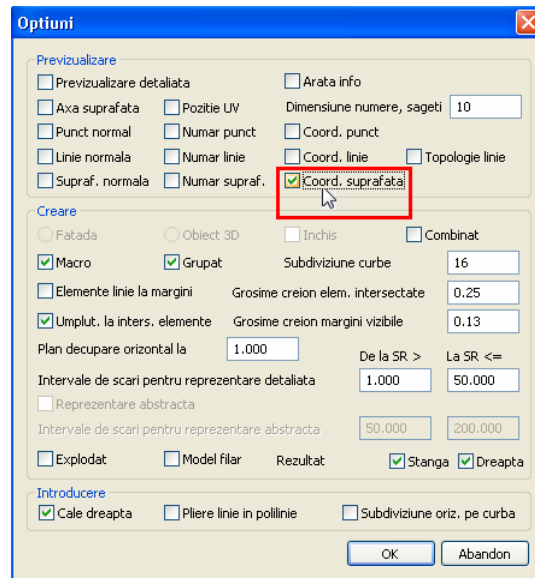 Optiuni
Previzualizare
Previzualizare detaliata Arata info
Axa suprafata Pozitie UV Dimensiune numere, sageti 10
Punct normal Numar punct Coord. punct
Linie normala Numar linie Coord. linie Topologie linie
Supraf. normala Numar supraf. Coord. suprafata
Creare
Fatada Obiect 3D Inchis Combinat
Macro Grupat Subdiviziune curbe 16
Elemente linie la margini Grosime creion elem. intersectate 0.25
Umplut. la inters. elemente Grosime creion margini vizibile 0.13
Plan decupare orizontal la 1.000 De la SR > La SR <=
Intervale de scari pentru reprezentare detaliata 1.000 50.000
Reprezentare abstracta
Intervale de scari pentru reprezentare abstracta 50.000 200.000
Explodat Model filar Rezultat Stanga Dreapta
Introducere
Cale dreapta Pliere linie in polilinie Subdiviziune oriz. pe curba
OK Abandon